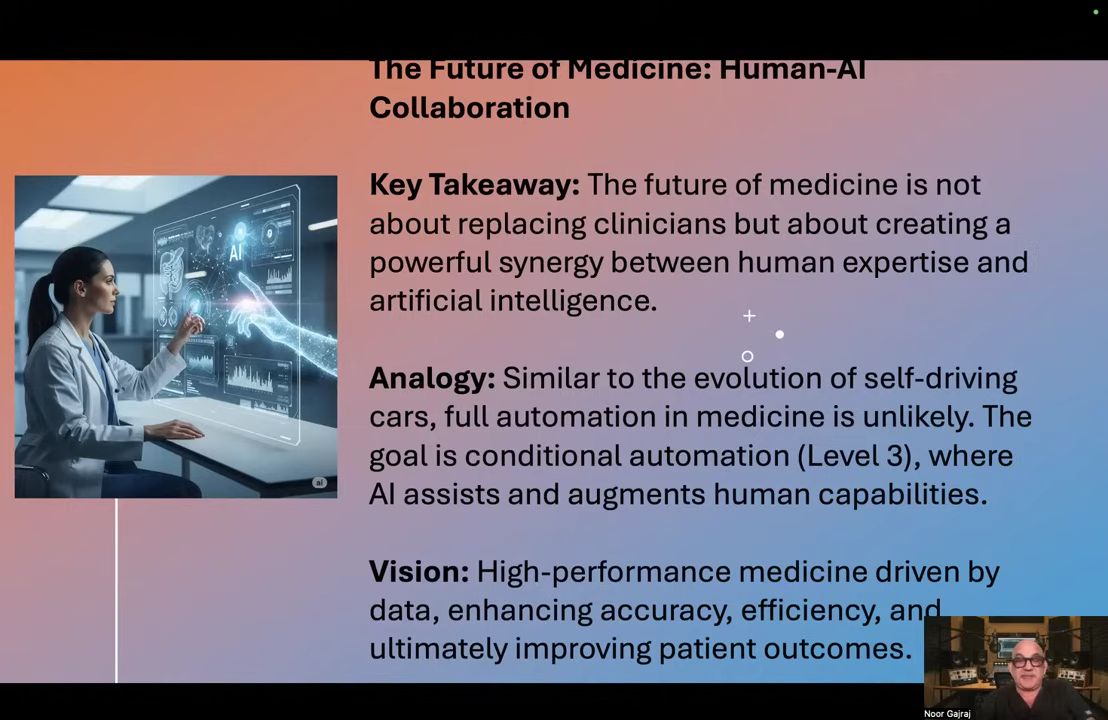 The Future of Medicine: Human-AI
Collaboration
Key Takeaway: The future of medicine is not
about replacing clinicians but about creating a
powerful synergy between human expertise and
artificial intelligence.
Analogy: Similar to the evolution of self-driving
cars, full automation in medicine is unlikely. The
goal is conditional automation (Level 3), where
AI assists and augments human capabilities.
Vision: High-performance medicine driven by
data, enhancing accuracy, efficiency, and
ultimately improving patient outcomes.
AI
ai
Noor Gajraj